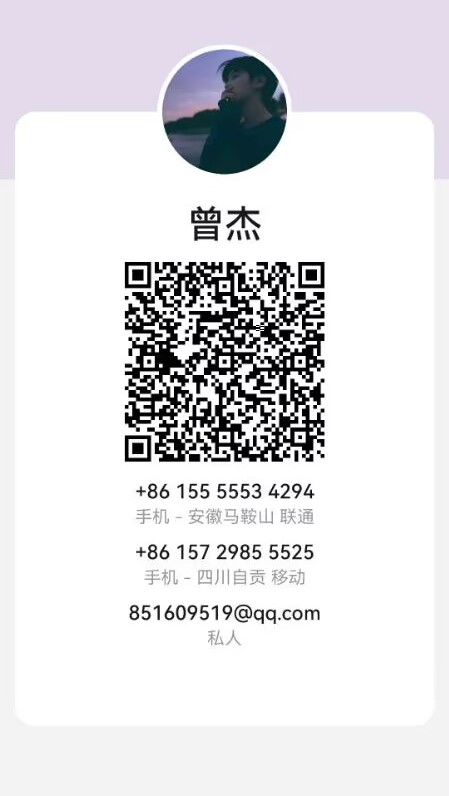 曾杰
+86 155 5553 4294
手机 - 安徽马鞍山 联通
+86 157 2985 5525
手机 - 四川自贡 移动
851609519@qq.com
私人